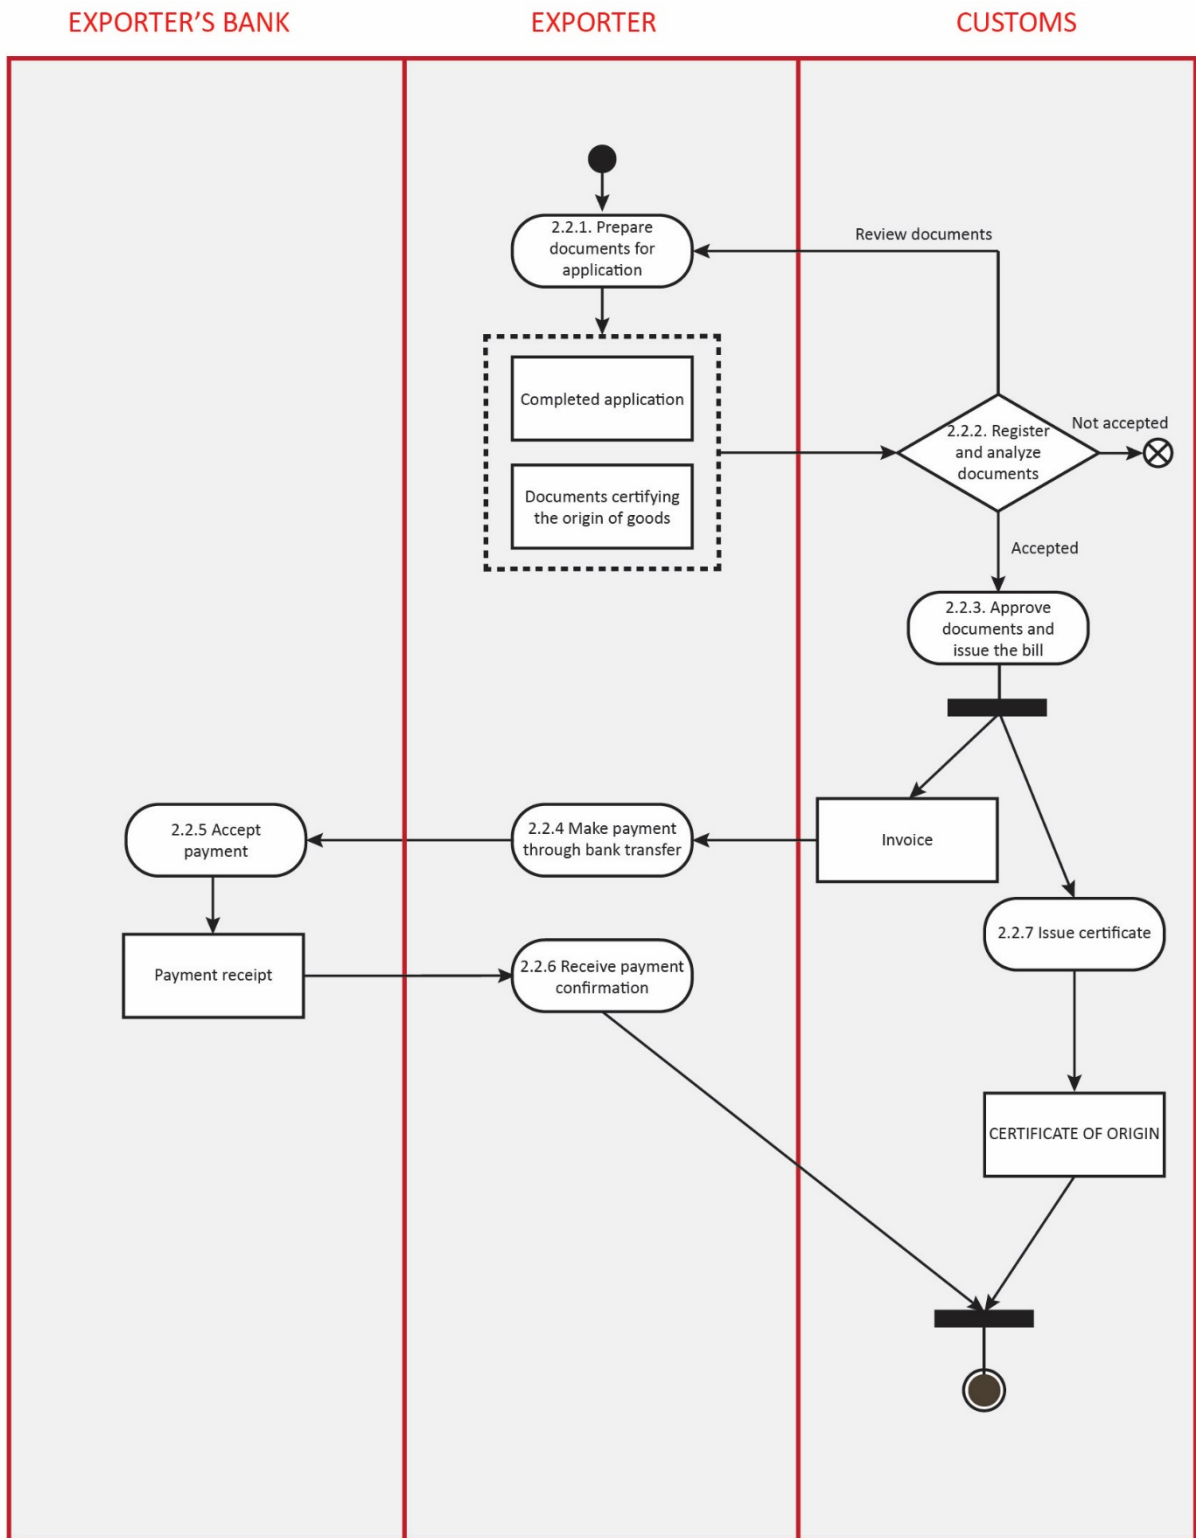 EXPORTER’S BANK
EXPORTER
CUSTOMS
2.2.1. Prepare
documents for
application
Review documents
Completed application
Documents certifying
the origin of goods
2.2.2. Register
and analyze
documents
Not accepted
Accepted
2.2.3. Approve
documents and
issue the bill
Invoice
2.2.4 Make payment
through bank transfer
2.2.5 Accept
payment
Payment receipt
2.2.6 Receive payment
confirmation
2.2.7 Issue certificate
CERTIFICATE OF ORIGIN